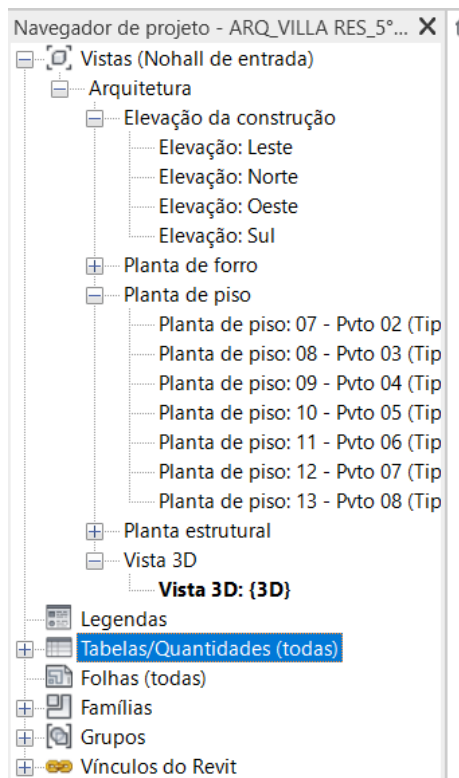 Navegador de projeto - ARQ_VILLA RES_5°...
Vistas (Nohall de entrada)
Arquitetura
Elevação da construção
Elevação: Leste
Elevação: Norte
Elevação: Oeste
Elevação: Sul
Planta de forro
Planta de piso
Planta de piso: 07 - Pvto 02 (Tip
Planta de piso: 08 - Pvto 03 (Tip
Planta de piso: 09 - Pvto 04 (Tip
Planta de piso: 10 - Pvto 05 (Tip
Planta de piso: 11 - Pvto 06 (Tip
Planta de piso: 12 - Pvto 07 (Tip
Planta de piso: 13 - Pvto 08 (Tip
Planta estrutural
Vista 3D
Vista 3D: {3D}
Legendas
Tabelas/Quantidades (todas)
Folhas (todas)
Famílias
Grupos
Vínculos do Revit